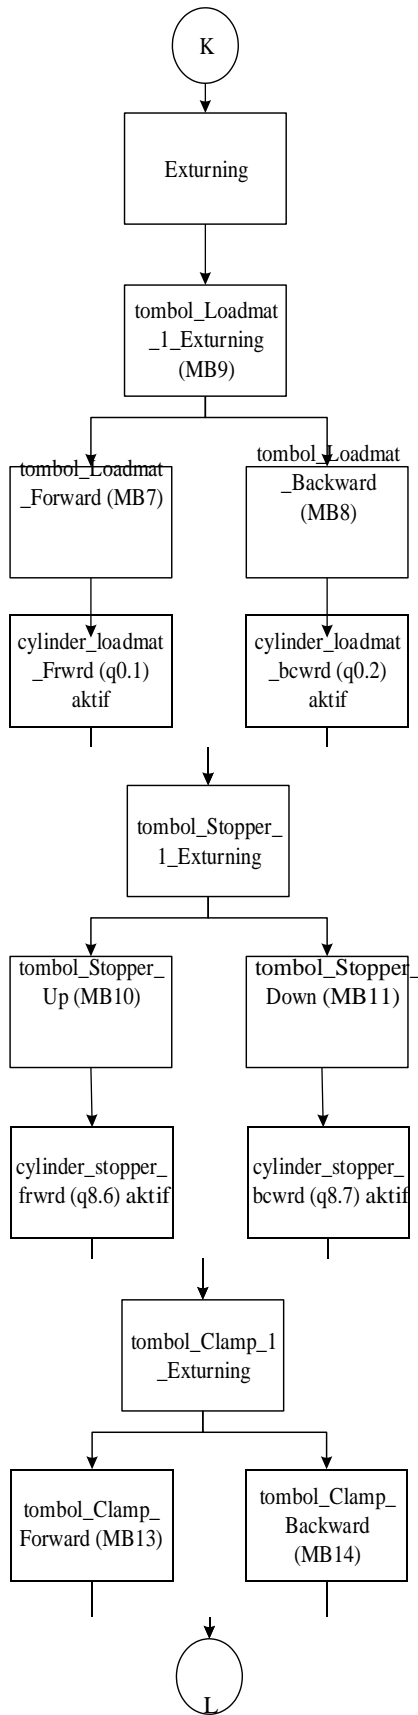 K
Exturning
tombol_Loadmat
_1_Exturning
(MB9)
tombol_Loadmat
_Forward (MB7)
tombol_Loadmat
_Backward
(MB8)
cylinder_loadmat
_Frwrd (q0.1)
aktif
cylinder_loadmat
_bcwrd (q0.2)
aktif
tombol_Stopper_
1_Exturning
tombol_Stopper_
Up (MB10)
tombol_Stopper_
Down (MB11)
cylinder_stopper_
frwrd (q8.6) aktif
cylinder_stopper_
bcwrd (q8.7) aktif
tombol_Clamp_1
_Exturning
tombol_Clamp_
Forward (MB13)
tombol_Clamp_
Backward
(MB14)
L